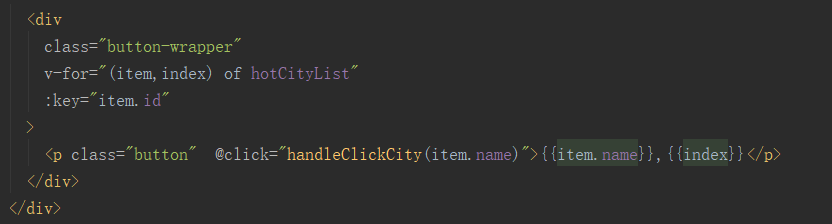 <div
class="button-wrapper"
v-for="(item,index) of hotCityList"
:key="item.id"
>
<p class="button"  @click="handleClickCity(item.name)">{{item.name}},{{index}}</p>
</div>
</div>